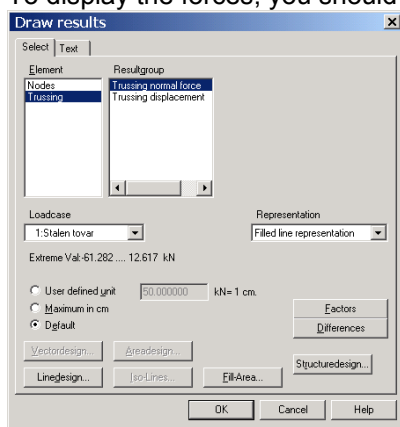 To display the forces, you should
Draw results
Select Text
Element Resultgroup
Nodes Trussing normal force
Trussing Trussing displacement
Loadcase Representation
1:Stalen tovar Filled line representation
Extreme Val:-61.282 .... 12.617 kN
User defined unit 50.000000 kN= 1 cm.
Maximum in cm
Default
Factors
Differences
Vectordesign... Areadesign...
Structuredesign...
Linedesign... Iso-Lines... Fill-Area...
OK Cancel Help